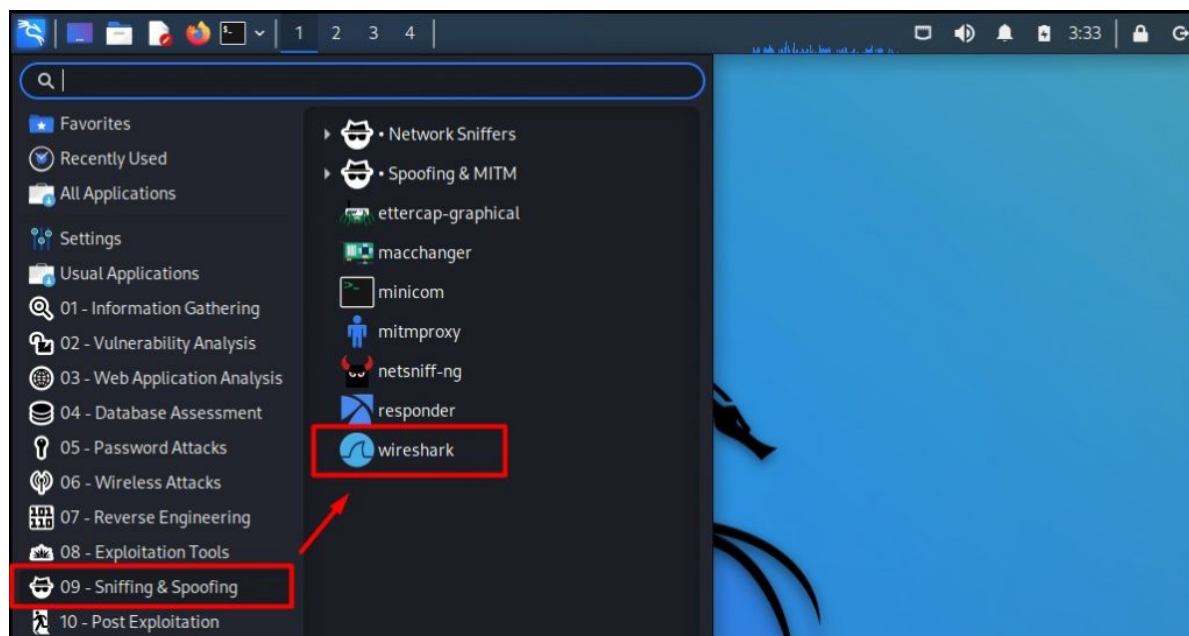 1 2 3 4
3:33
Favorites
Recently Used
All Applications
Settings
Usual Applications
01 - Information Gathering
02 - Vulnerability Analysis
03 - Web Application Analysis
04 - Database Assessment
05 - Password Attacks
06 - Wireless Attacks
07 - Reverse Engineering
08 - Exploitation Tools
09 - Sniffing & Spoofing
10 - Post Exploitation
• Network Sniffers
• Spoofing & MITM
ettercap-graphical
macchanger
minicom
mitmproxy
netsniff-ng
responder
wireshark